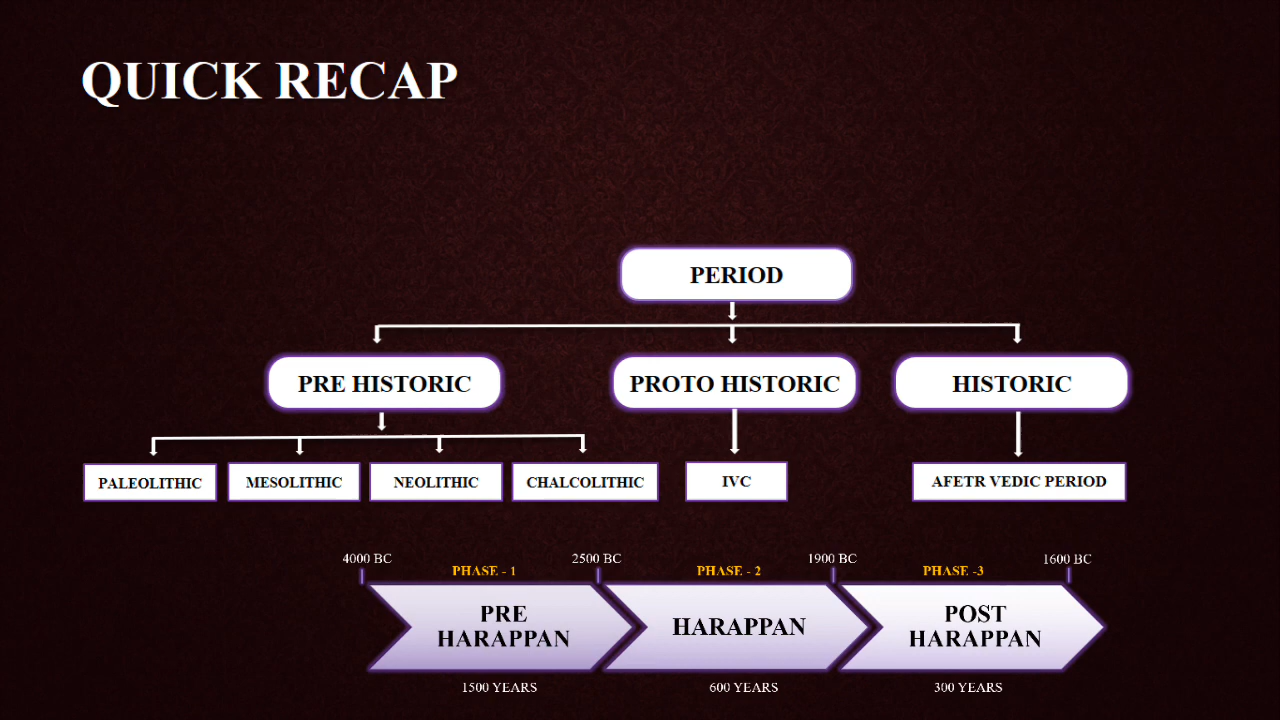 QUICK RECAP
PERIOD
PRE HISTORIC
PROTO HISTORIC
HISTORIC
PALEOLITHIC
MESOLITHIC
NEOLITHIC
CHALCOLITHIC
IVC
AFETR VEDIC PERIOD
4000 BC
2500 BC
1900 BC
1600 BC
PHASE - 1
PHASE - 2
PHASE -3
PRE
HARAPPAN
HARAPPAN
POST
HARAPPAN
1500 YEARS
600 YEARS
300 YEARS